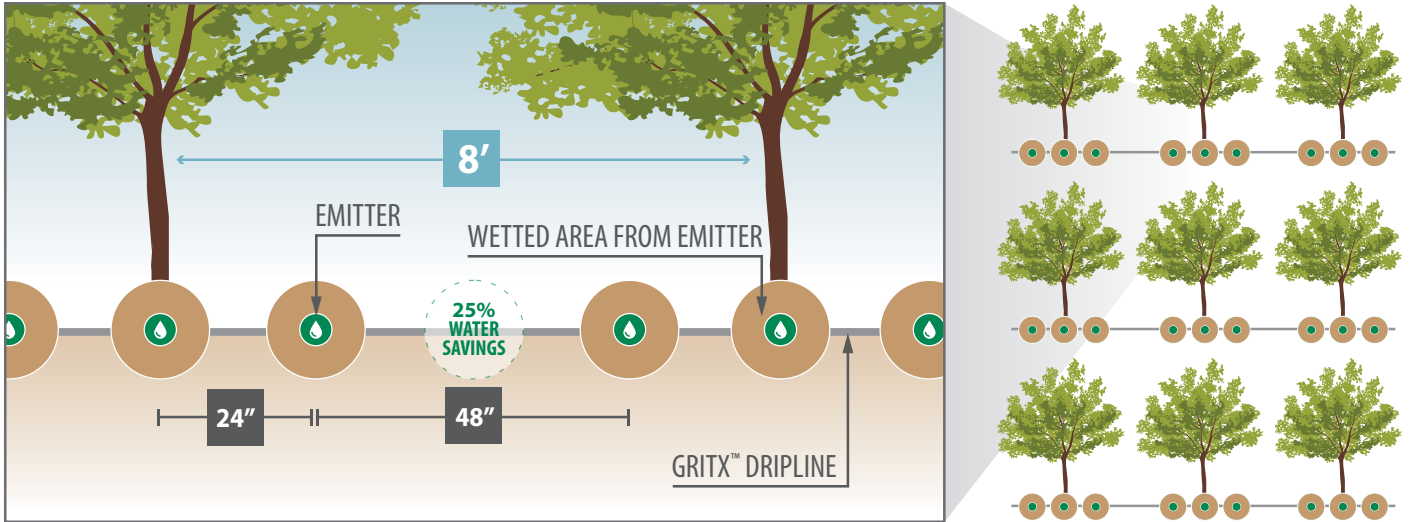 8’
EMITTER
WETTED AREA FROM EMITTER
25%
WATER
SAVINGS
24”
48”
GRITX™ DRIPLINE